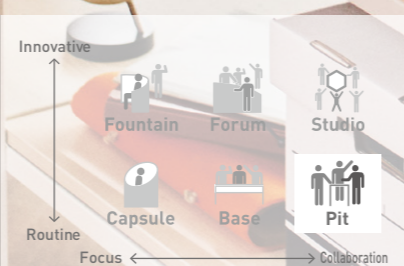 Innovative
Fountain Forum Studio
Capsule Base Pit
Routine
Focus Collaboration